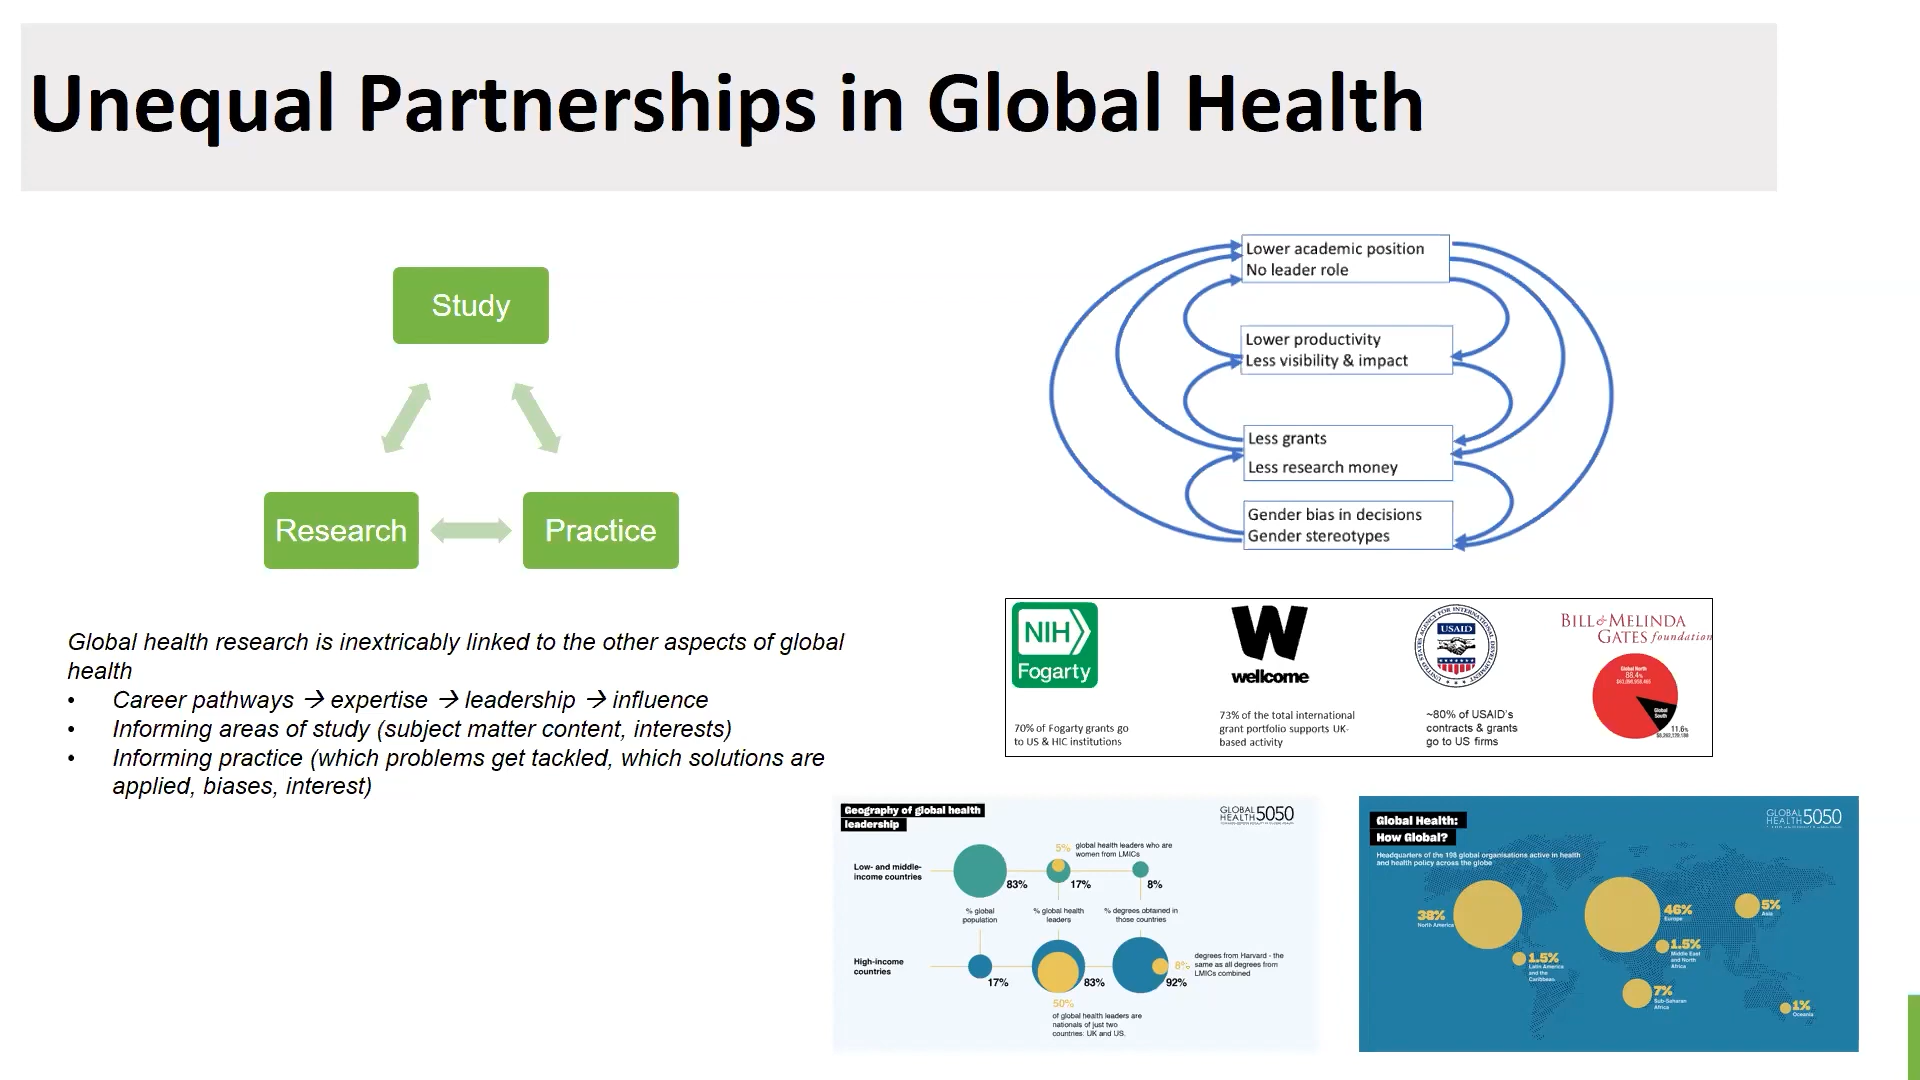 Unequal Partnerships in Global Health
Study
Research
Practice
Global health research is inextricably linked to the other aspects of global
health
• Career pathways → expertise → leadership → influence
• Informing areas of study (subject matter content, interests)
• Informing practice (which problems get tackled, which solutions are
applied, biases, interest)
Lower academic position
No leader role
Lower productivity
Less visibility & impact
Less grants
Less research money
Gender bias in decisions
Gender stereotypes
NIH
Fogarty
70% of Fogarty grants go
to US & HIC institutions
W
wellcome
73% of the total international
grant portfolio supports UK-
based activity
UNITED STATES AGENCY FOR INTERNATIONAL DEVELOPMENT
USAID
~80% of USAID's
contracts & grants
go to US firms
BILL & MELINDA
GATES foundation
Global North
88.4%
Global
South
11.6%
Geography of global health
leadership
GLOBAL
HEALTH 5050
Low- and middle-
income countries
83%
5%
global health leaders who are
women from LMICs
17%
8%
% global
population
% global health
leaders
% degrees obtained in
those countries
High-income
countries
17%
83%
92%
8%
degrees from Harvard - the
same as all degrees from
LMICs combined
50%
of global health leaders are
nationals of just two
countries: UK and US.
Global Health:
How Global?
GLOBAL
HEALTH 5050
Headquarters of the 198 global organisations active in health
and health policy across the globe
38%
North America
46%
Europe
5%
Asia
1.5%
Latin America
and the
Caribbean
1.5%
Middle East
and North
Africa
7%
Sub-Saharan
Africa
1%
Oceania